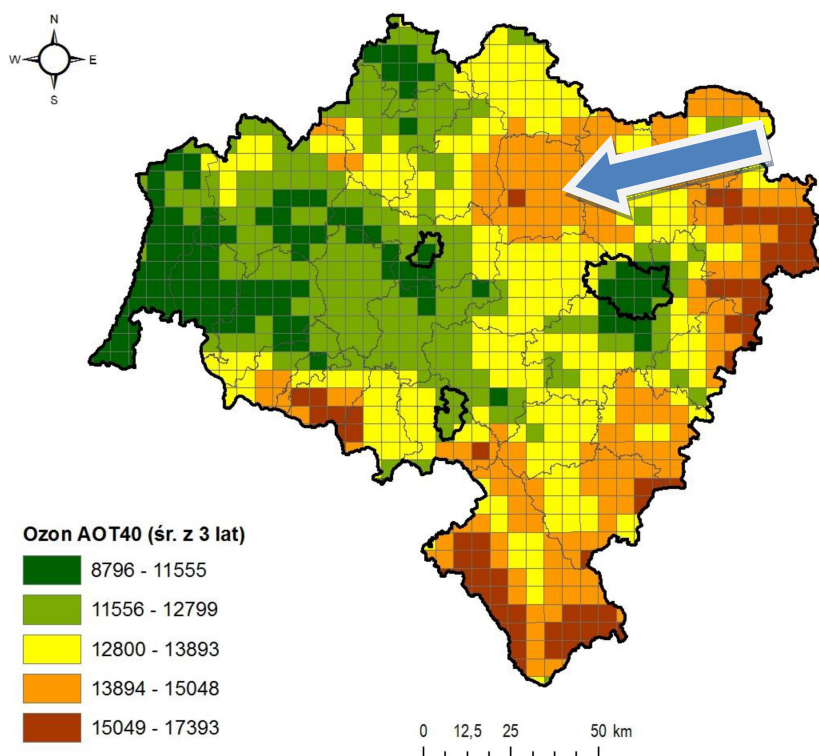 N
W E
S
Ozon AOT40 (śr. z 3 lat)
8796 - 11555
11556 - 12799
12800 - 13893
13894 - 15048
15049 - 17393
0 12,5 25 50 km